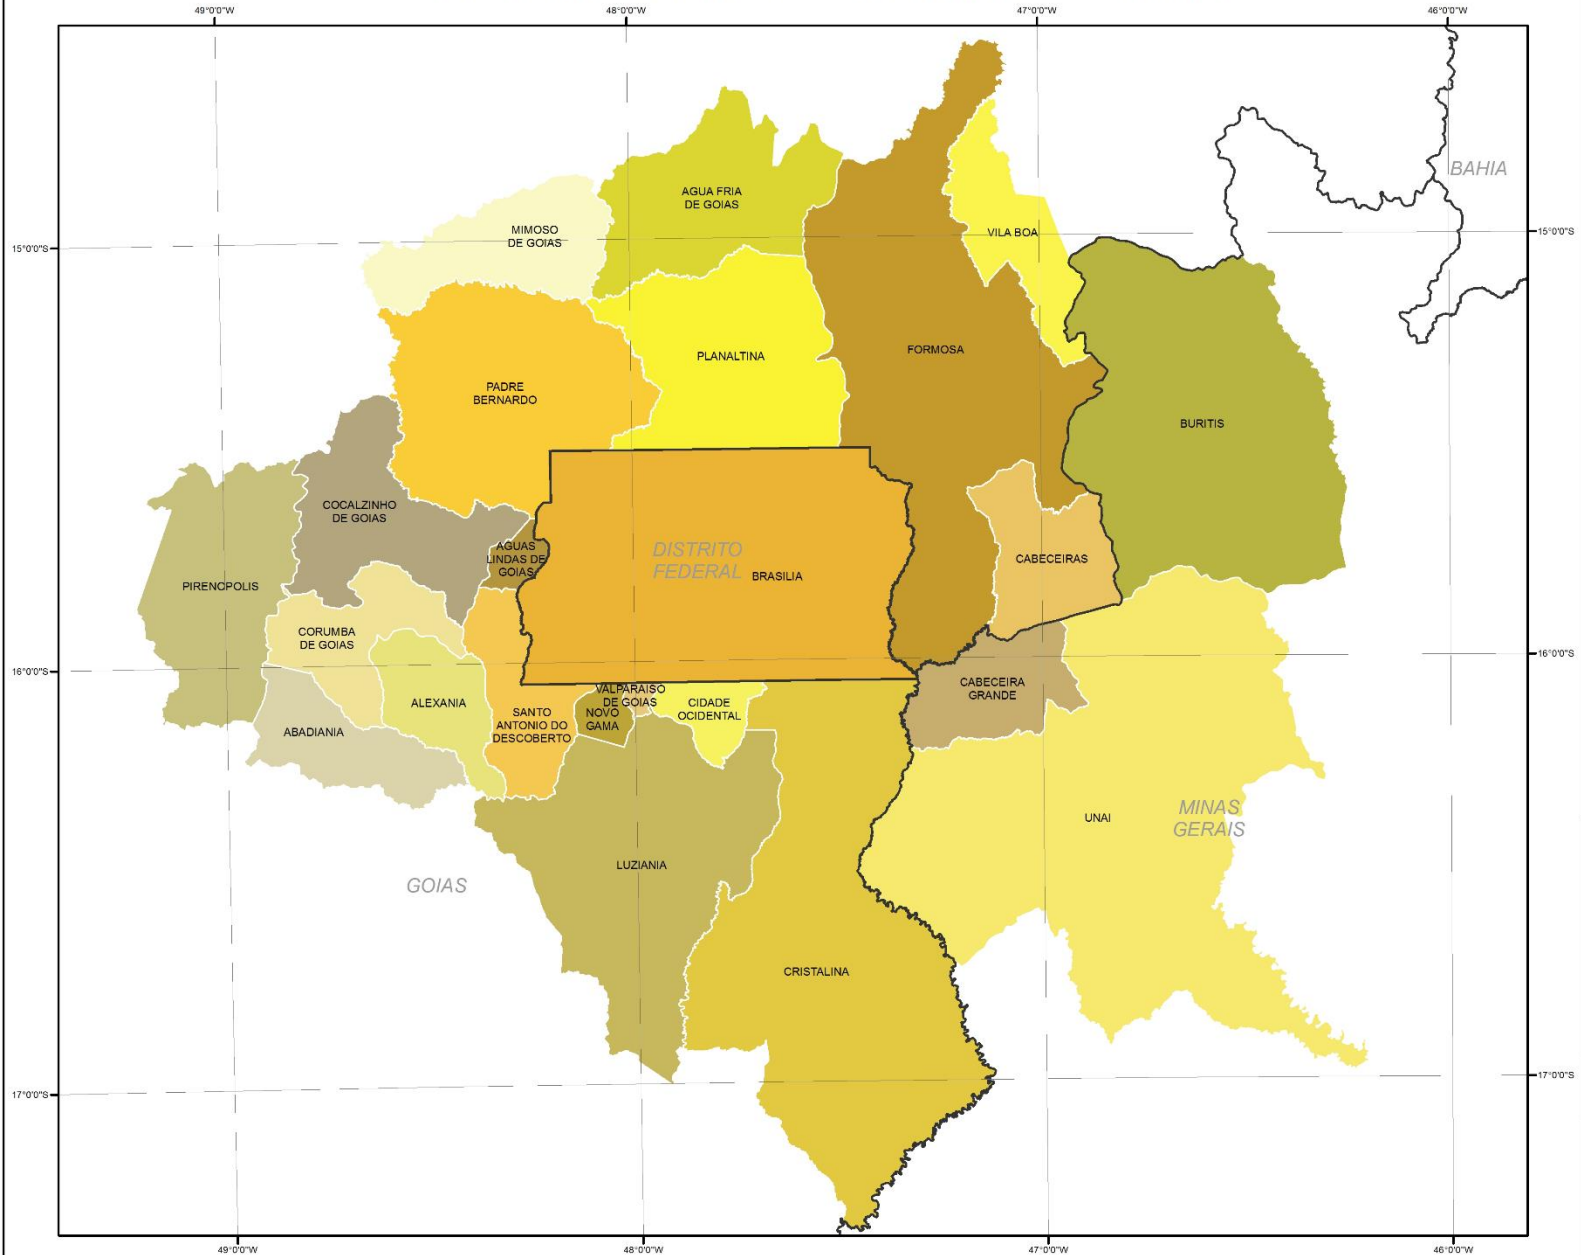 49°0'0"W
48°0'0"W
47°0'0"W
46°0'0"W
BAHIA
AGUA FRIA
DE GOIAS
15°0'0"S
MIMOSO
DE GOIAS
VILA BOA
15°0'0"S
FORMOSA
PLANALTINA
PADRE
BERNARDO
BURITIS
COCALZINHO
DE GOIAS
DISTRITO
FEDERAL
BRASILIA
AGUAS
LINDAS DE
GOIAS
CABECEIRAS
PIRENOPOLIS
CORUMBA
DE GOIAS
16°0'0"S
16°0'0"S
CABECEIRA
GRANDE
VALPARAISO
DE GOIAS
CIDADE
OCIDENTAL
ALEXANIA
NOVO
GAMA
SANTO
ANTONIO DO
DESCOBERTO
ABADIANIA
MINAS
GERAIS
UNAI
LUZIANIA
GOIAS
CRISTALINA
17°0'0"S
17°0'0"S
49°0'0"W
48°0'0"W
47°0'0"W
46°0'0"W